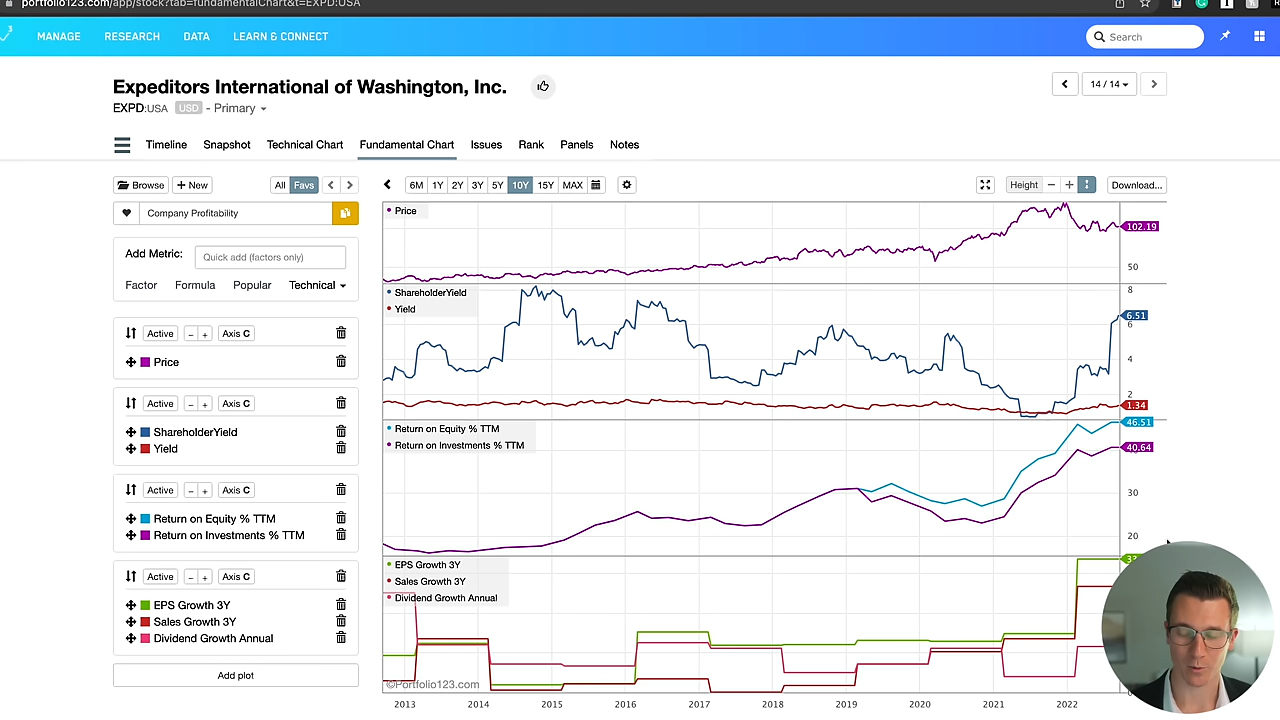 portfolio123.com/app/stock?tab=fundamentalChart&t=EXPD:USA
MANAGE RESEARCH DATA LEARN & CONNECT Search
Expeditors International of Washington, Inc.
EXPD:USA USD - Primary
14 / 14
Timeline Snapshot Technical Chart Fundamental Chart Issues Rank Panels Notes
Browse + New All Favs
6M 1Y 2Y 3Y 5Y 10Y 15Y MAX Height − + Download...
Company Profitability
Add Metric: Quick add (factors only)
Factor Formula Popular Technical
Active − + Axis C
Price
Active − + Axis C
ShareholderYield
Yield
Active − + Axis C
Return on Equity % TTM
Return on Investments % TTM
Active − + Axis C
EPS Growth 3Y
Sales Growth 3Y
Dividend Growth Annual
Add plot
Price
102.19
50
ShareholderYield
Yield
8
6.51
6
4
2
1.34
Return on Equity % TTM
Return on Investments % TTM
46.51
40.64
30
20
EPS Growth 3Y
Sales Growth 3Y
Dividend Growth Annual
©Portfolio123.com
2013 2014 2015 2016 2017 2018 2019 2020 2021 2022